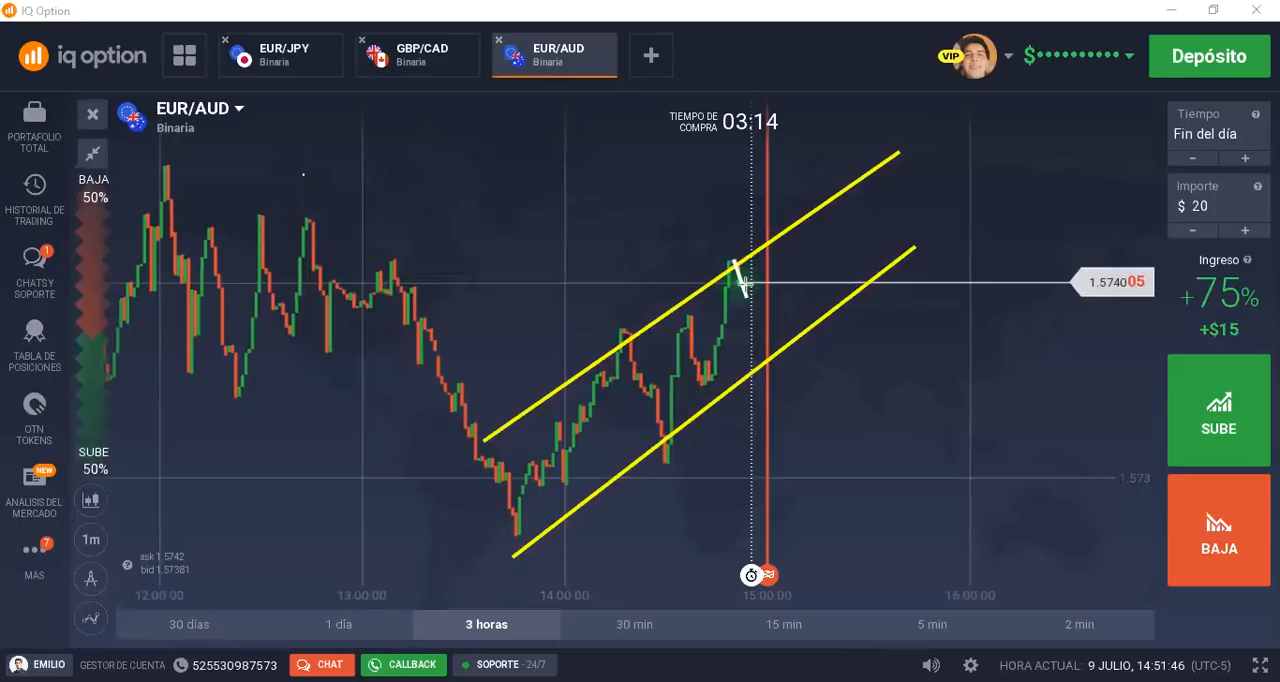 IQ Option
iq option
EUR/JPY
Binaria
GBP/CAD
Binaria
EUR/AUD
Binaria
VIP
$
Depósito
PORTAFOLIO
TOTAL
HISTORIAL DE
TRADING
1
CHATS Y
SOPORTE
TABLA DE
POSICIONES
OTN
TOKENS
NEW
ANÁLISIS DEL
MERCADO
7
MÁS
EUR/AUD
Binaria
BAJA
50%
SUBE
50%
1m
TIEMPO DE
COMPRA
03:14
1.574005
1.573
ask 1.5742
bid 1.57381
12:00:00
13:00:00
14:00:00
15:00:00
16:00:00
30 días
1 día
3 horas
30 min
15 min
5 min
2 min
Tiempo
Fin del día
- +
Importe
$ 20
- +
Ingreso
+75%
+$15
SUBE
BAJA
EMILIO
GESTOR DE CUENTA
525530987573
CHAT
CALLBACK
SOPORTE - 24/7
HORA ACTUAL: 9 JULIO, 14:51:46 (UTC-5)